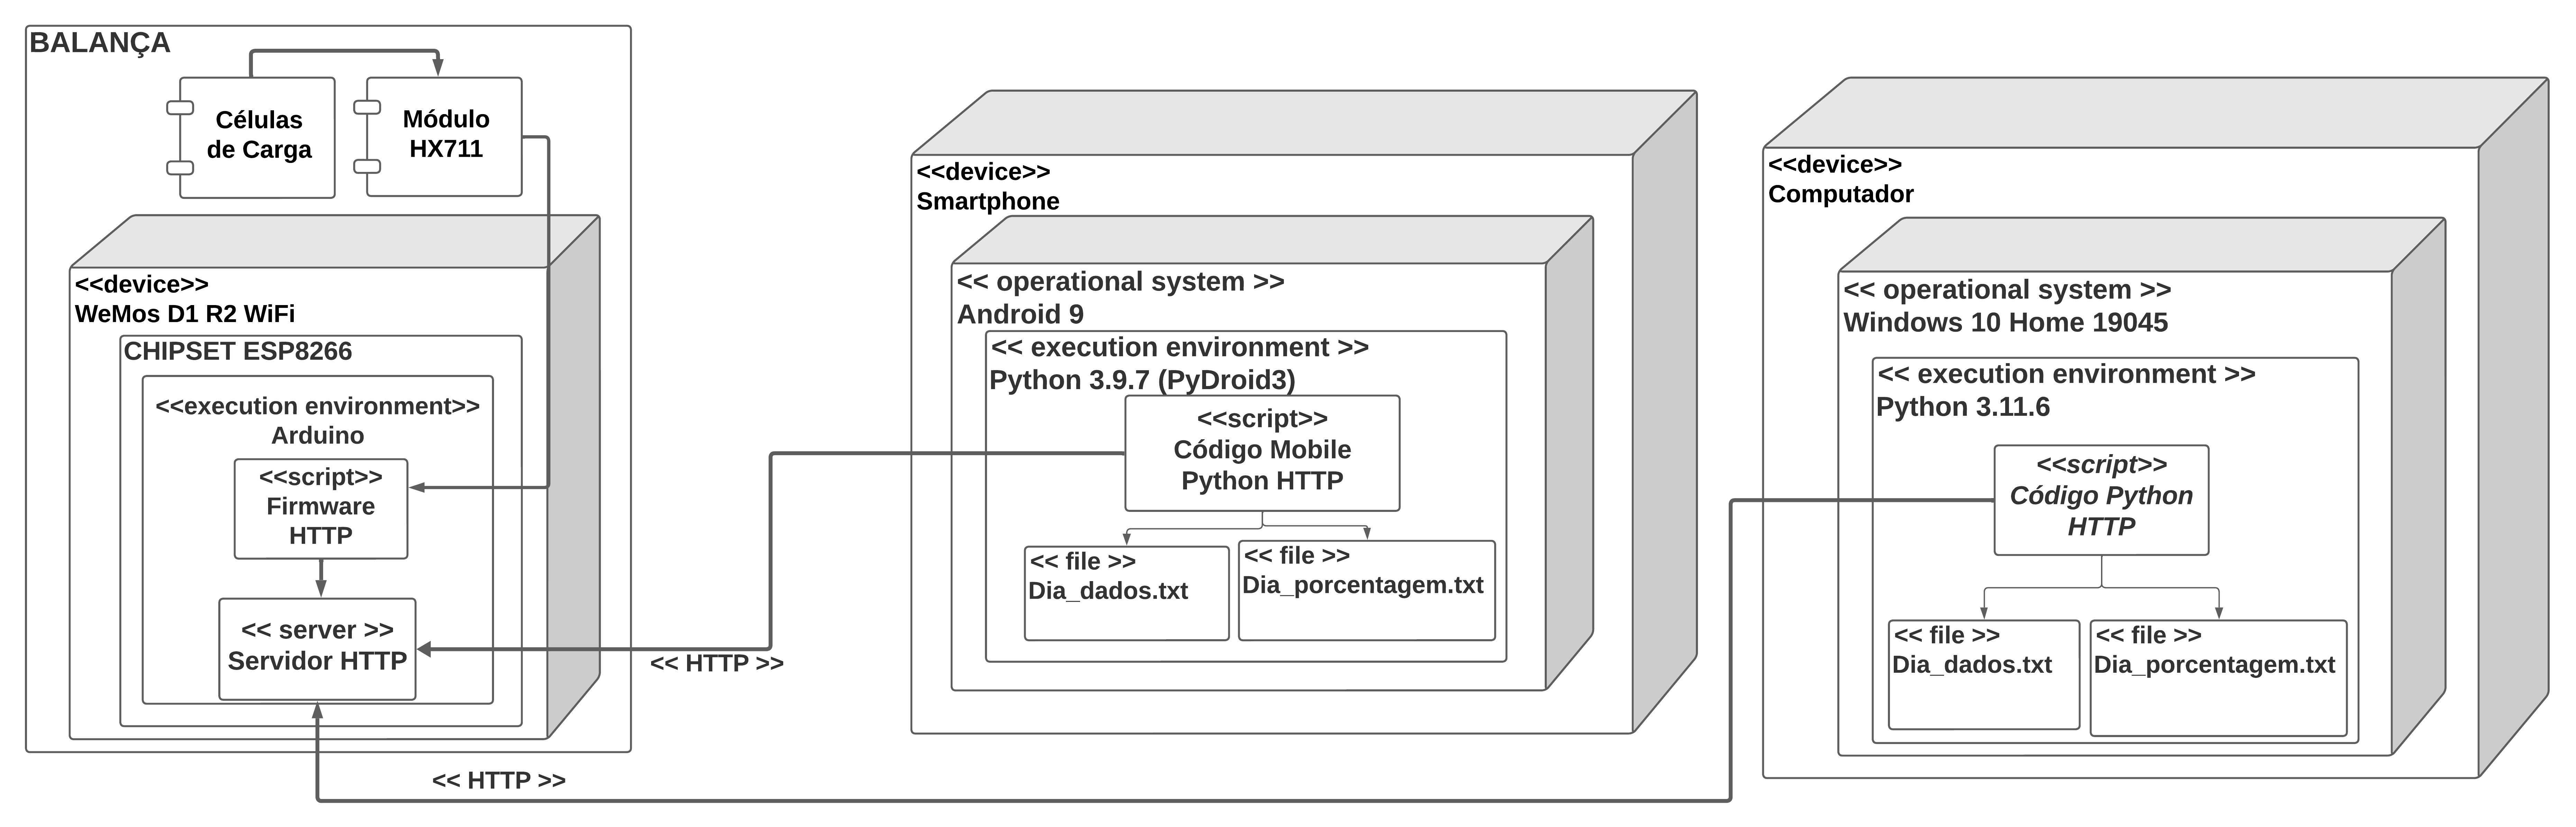 BALANÇA
Células
de Carga
Módulo
HX711
<<device>>
WeMos D1 R2 WiFi
CHIPSET ESP8266
<<execution environment>>
Arduino
<<script>>
Firmware
HTTP
<< server >>
Servidor HTTP
<< HTTP >>
<< HTTP >>
<<device>>
Smartphone
<< operational system >>
Android 9
<< execution environment >>
Python 3.9.7 (PyDroid3)
<<script>>
Código Mobile
Python HTTP
<< file >>
Dia_dados.txt
<< file >>
Dia_porcentagem.txt
<<device>>
Computador
<< operational system >>
Windows 10 Home 19045
<< execution environment >>
Python 3.11.6
<<script>>
Código Python
HTTP
<< file >>
Dia_dados.txt
<< file >>
Dia_porcentagem.txt